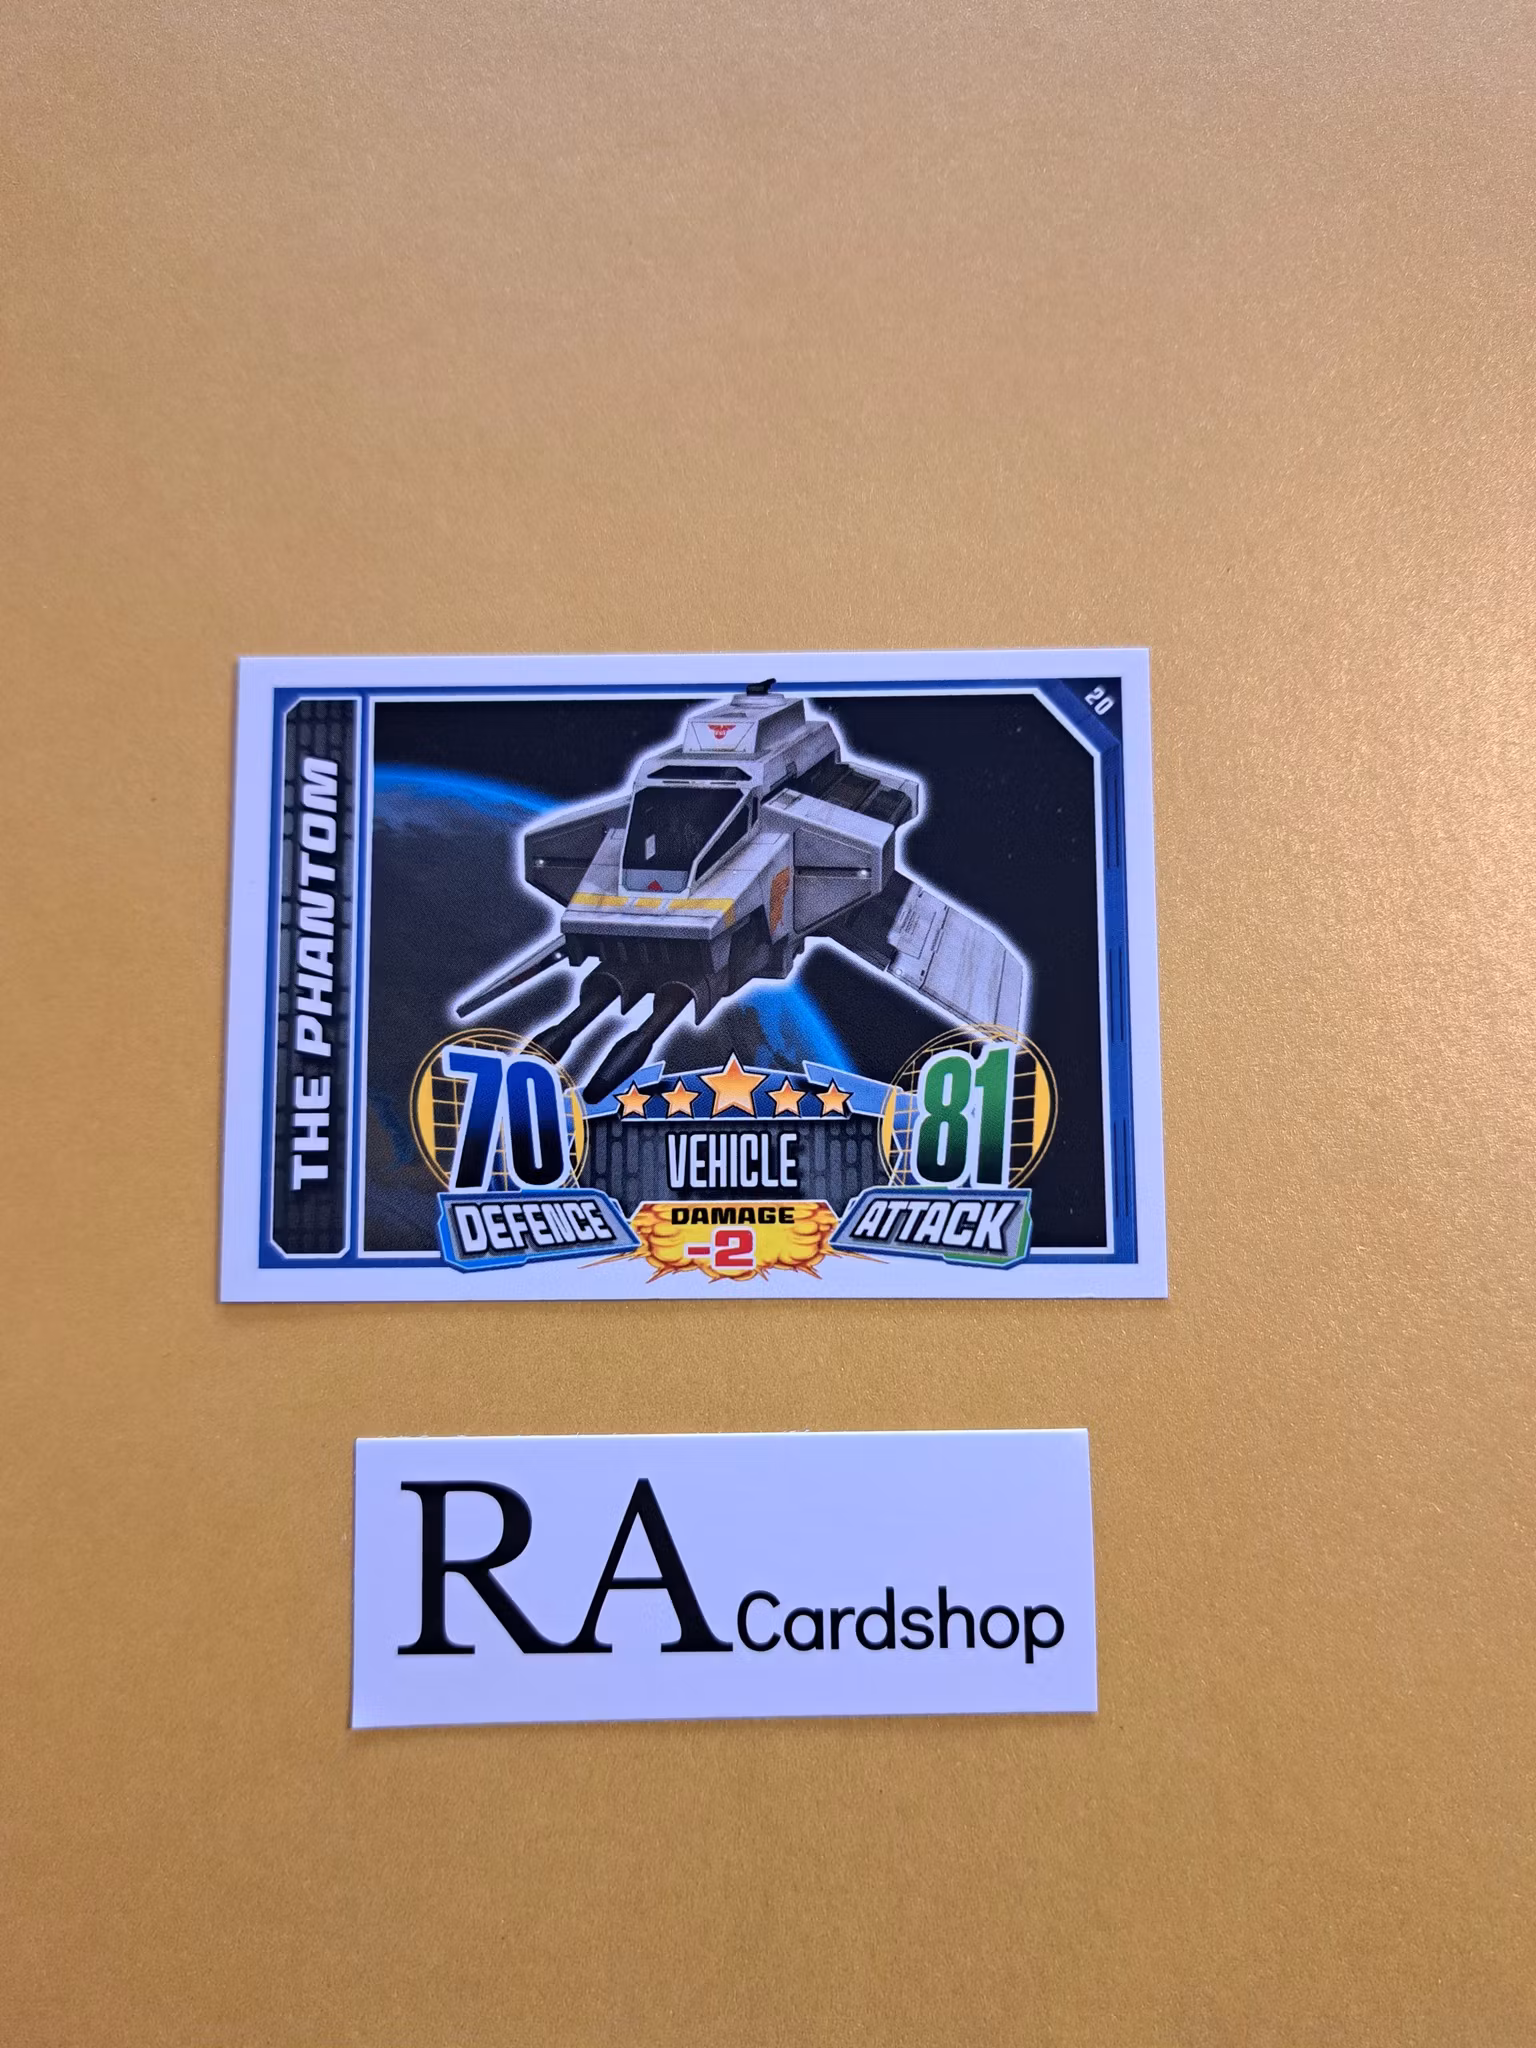 20
THE PHANTOM
70
81
VEHICLE
DEFENCE
DAMAGE
-2
ATTACK
RA Cardshop